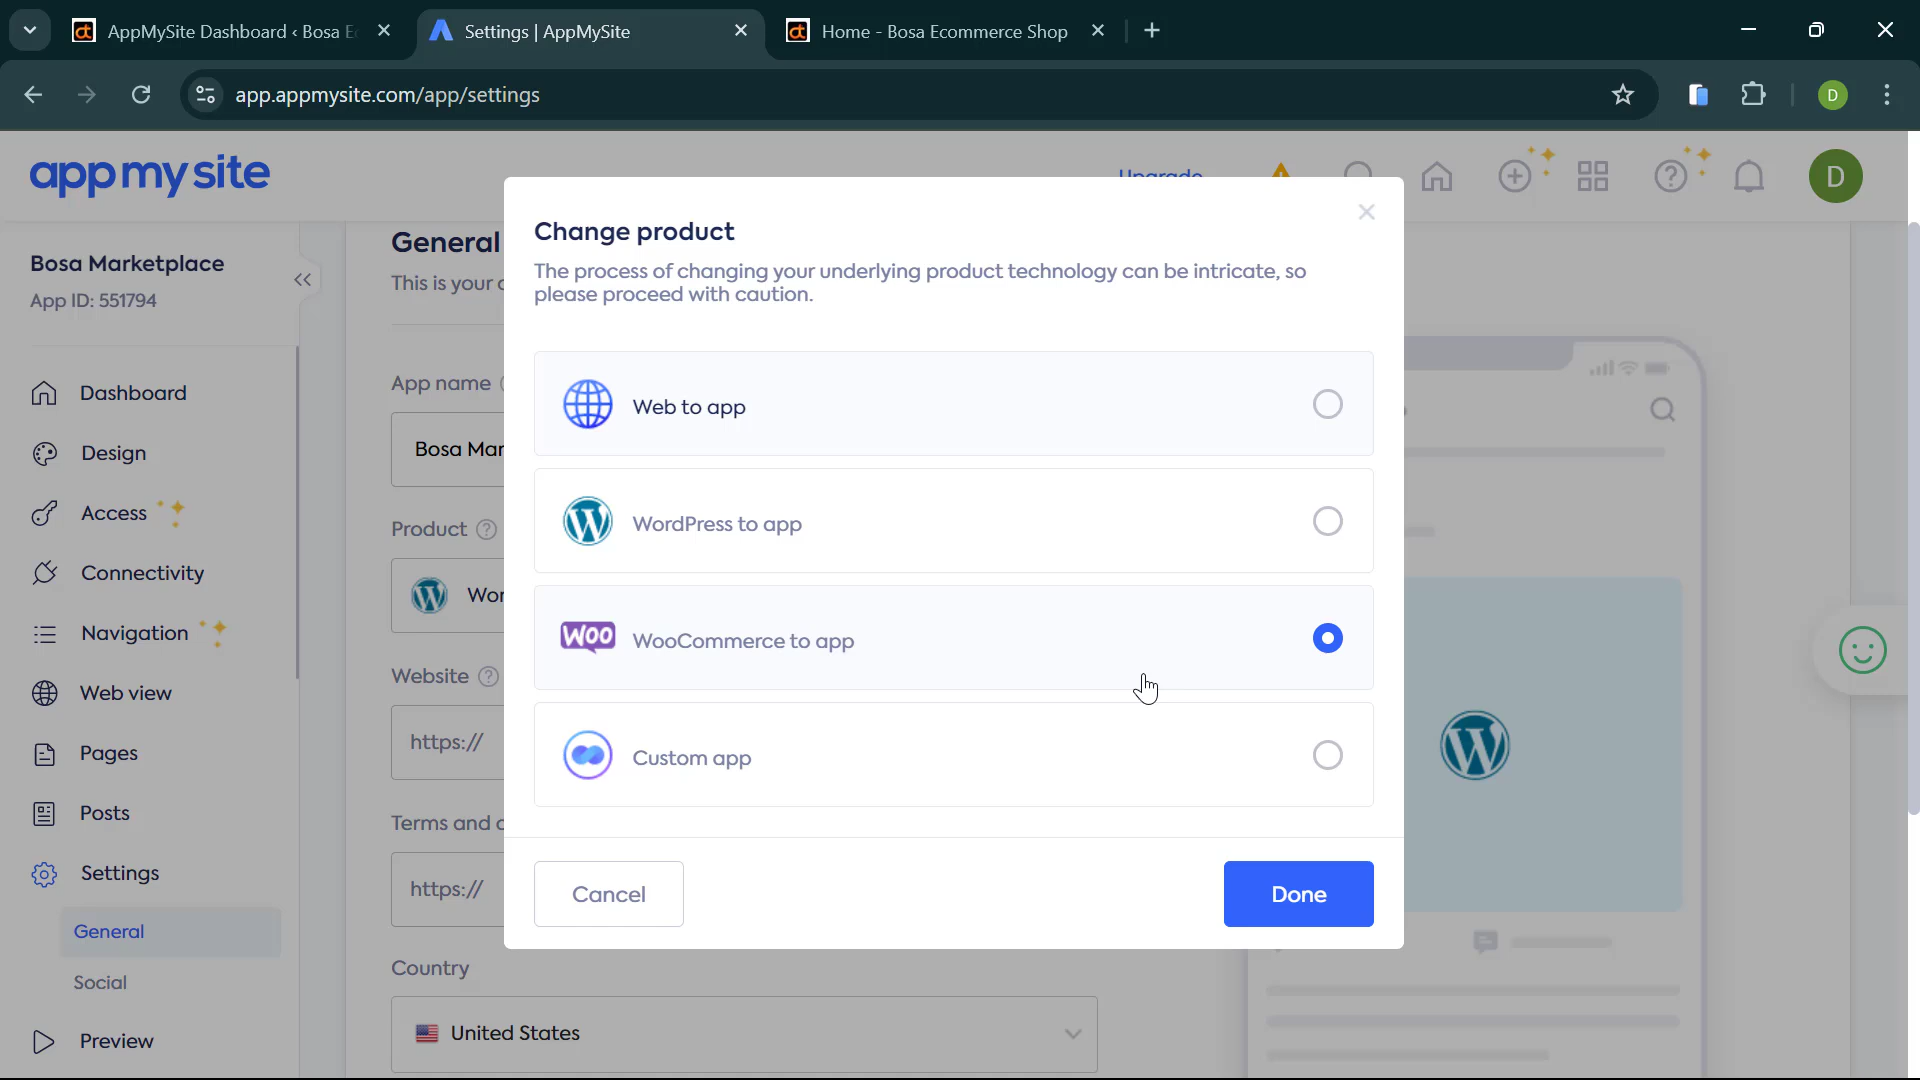 AppMySite Dashboard ‹ Bosa E
Settings | AppMySite
Home - Bosa Ecommerce Shop
app.appmysite.com/app/settings
D
app my site
Upgrade
D
Bosa Marketplace
App ID: 551794
Dashboard
Design
Access
Connectivity
Navigation
Web view
Pages
Posts
Settings
General
Social
Preview
General
This is your
App name
Bosa Mar
Product
Wor
Website
https://
Terms and
https://
Country
United States
Change product
The process of changing your underlying product technology can be intricate, so
please proceed with caution.
Web to app
WordPress to app
WOO WooCommerce to app
Custom app
Cancel
Done